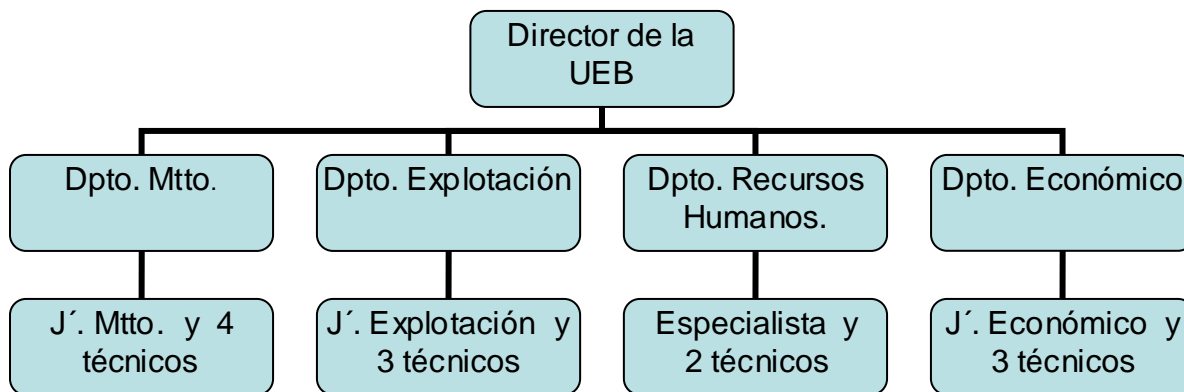 Director de la
UEB
Dpto. Mtto.
Dpto. Explotación
Dpto. Recursos
Humanos.
Dpto. Económico
J´. Mtto. y 4
técnicos
J´. Explotación y
3 técnicos
Especialista y
2 técnicos
J´. Económico y
3 técnicos